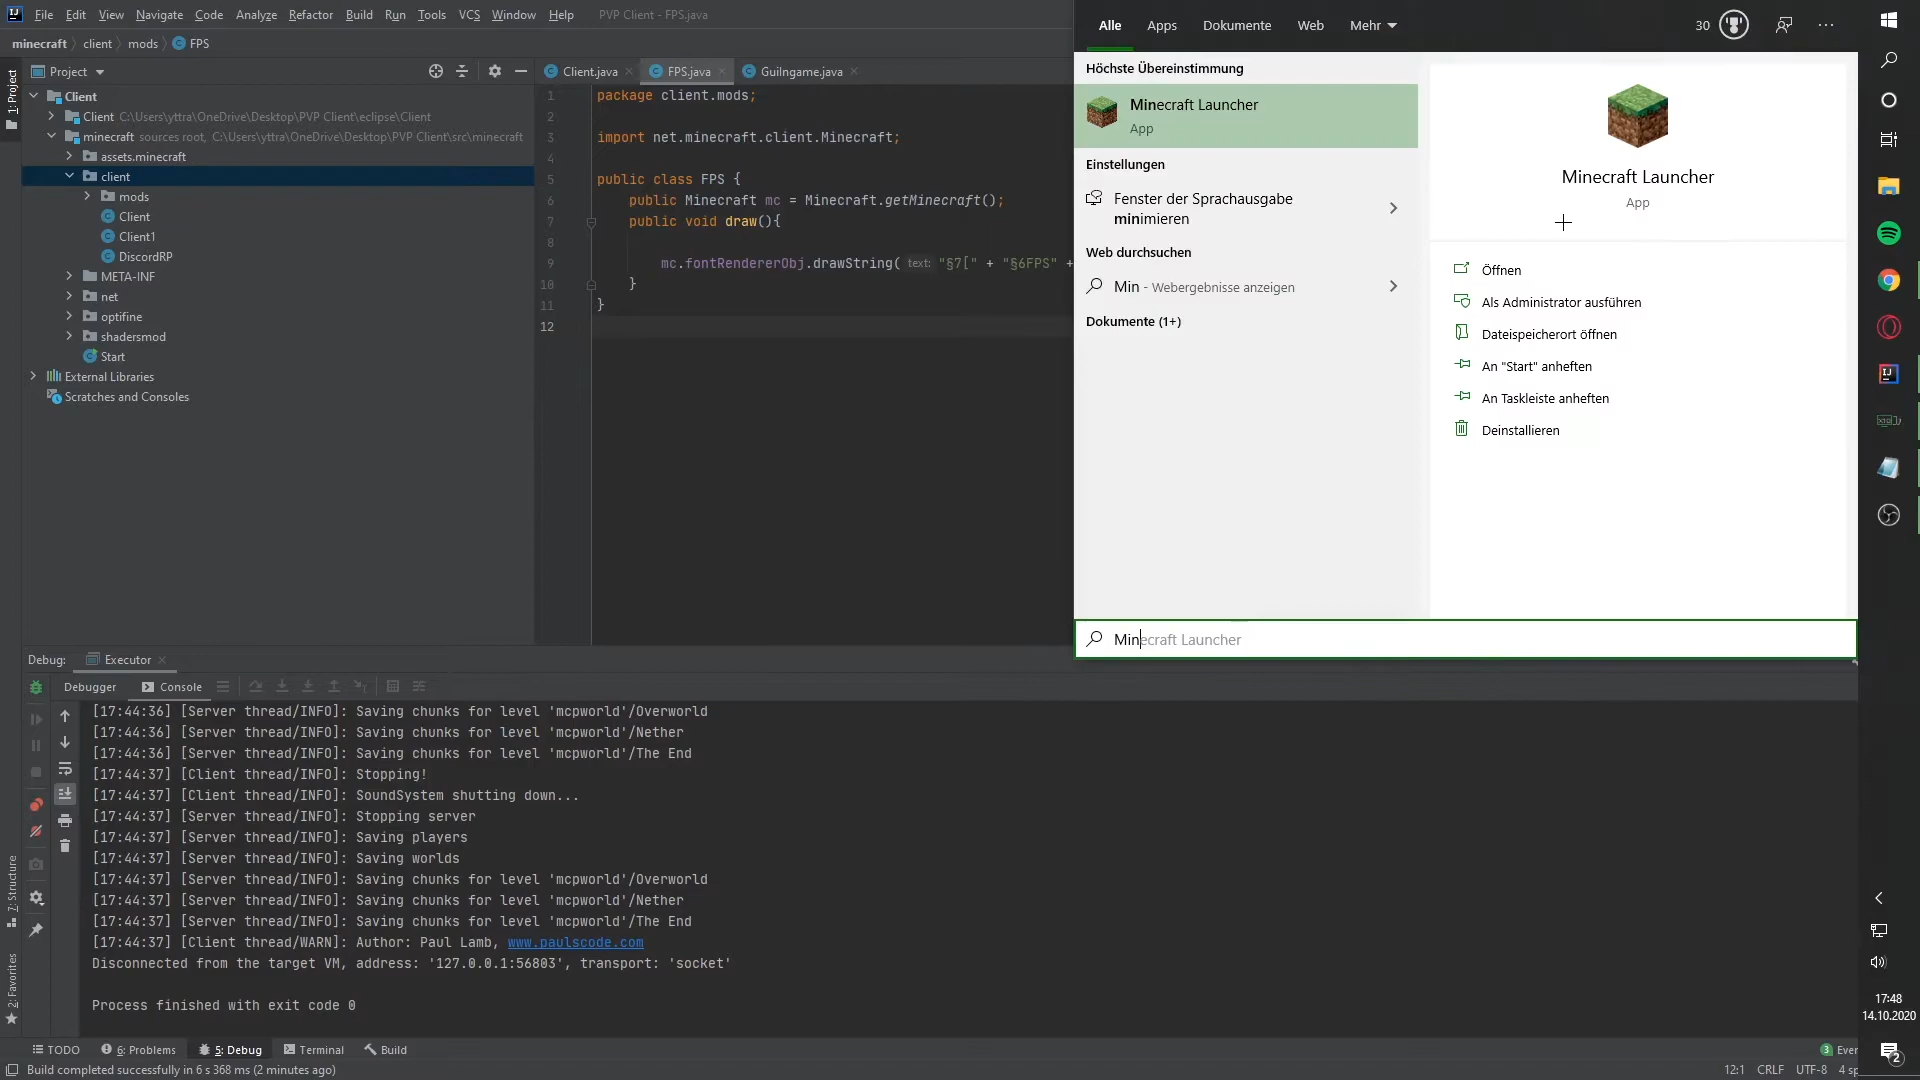 File Edit View Navigate Code Analyze Refactor Build Run Tools VCS Window Help PVP Client - FPS.java
minecraft client mods FPS
1: Project
Project
Client
Client C:\Users\yttra\OneDrive\Desktop\PVP Client\eclipse\Client
minecraft sources root, C:\Users\yttra\OneDrive\Desktop\PVP Client\src\minecraft
assets.minecraft
client
mods
Client
Client1
DiscordRP
META-INF
net
optifine
shadersmod
Start
External Libraries
Scratches and Consoles
Client.java FPS.java GuiIngame.java
1 package client.mods;
2
3 import net.minecraft.client.Minecraft;
4
5 public class FPS {
6 public Minecraft mc = Minecraft.getMinecraft();
7 public void draw(){
8
9 mc.fontRendererObj.drawString( text: "§7[" + "§6FPS" +
10 }
11 }
12
Alle Apps Dokumente Web Mehr 30
Höchste Übereinstimmung
Minecraft Launcher
App
Einstellungen
Fenster der Sprachausgabe
minimieren
Web durchsuchen
Min - Webergebnisse anzeigen
Dokumente (1+)
Minecraft Launcher
App
Öffnen
Als Administrator ausführen
Dateispeicherort öffnen
An "Start" anheften
An Taskleiste anheften
Deinstallieren
Minecraft Launcher
Debug: Executor
Debugger Console
[17:44:36] [Server thread/INFO]: Saving chunks for level 'mcpworld'/Overworld
[17:44:36] [Server thread/INFO]: Saving chunks for level 'mcpworld'/Nether
[17:44:36] [Server thread/INFO]: Saving chunks for level 'mcpworld'/The End
[17:44:37] [Client thread/INFO]: Stopping!
[17:44:37] [Client thread/INFO]: SoundSystem shutting down...
[17:44:37] [Server thread/INFO]: Stopping server
[17:44:37] [Server thread/INFO]: Saving players
[17:44:37] [Server thread/INFO]: Saving worlds
[17:44:37] [Server thread/INFO]: Saving chunks for level 'mcpworld'/Overworld
[17:44:37] [Server thread/INFO]: Saving chunks for level 'mcpworld'/Nether
[17:44:37] [Server thread/INFO]: Saving chunks for level 'mcpworld'/The End
[17:44:37] [Client thread/WARN]: Author: Paul Lamb, www.paulscode.com
Disconnected from the target VM, address: '127.0.0.1:56803', transport: 'socket'
Process finished with exit code 0
7: Structure
2: Favorites
TODO 6: Problems 5: Debug Terminal Build 3 Ever
Build completed successfully in 6 s 368 ms (2 minutes ago) 12:1 CRLF UTF-8 4 sp
17:48
14.10.2020
2